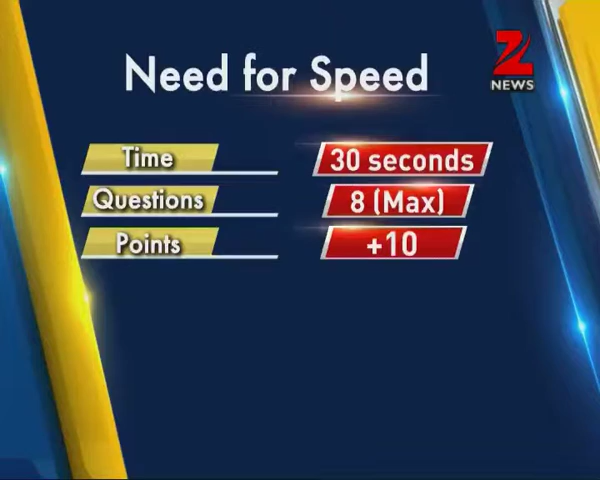 Need for Speed
Z
NEWS
Time 30 seconds
Questions 8 (Max)
Points +10